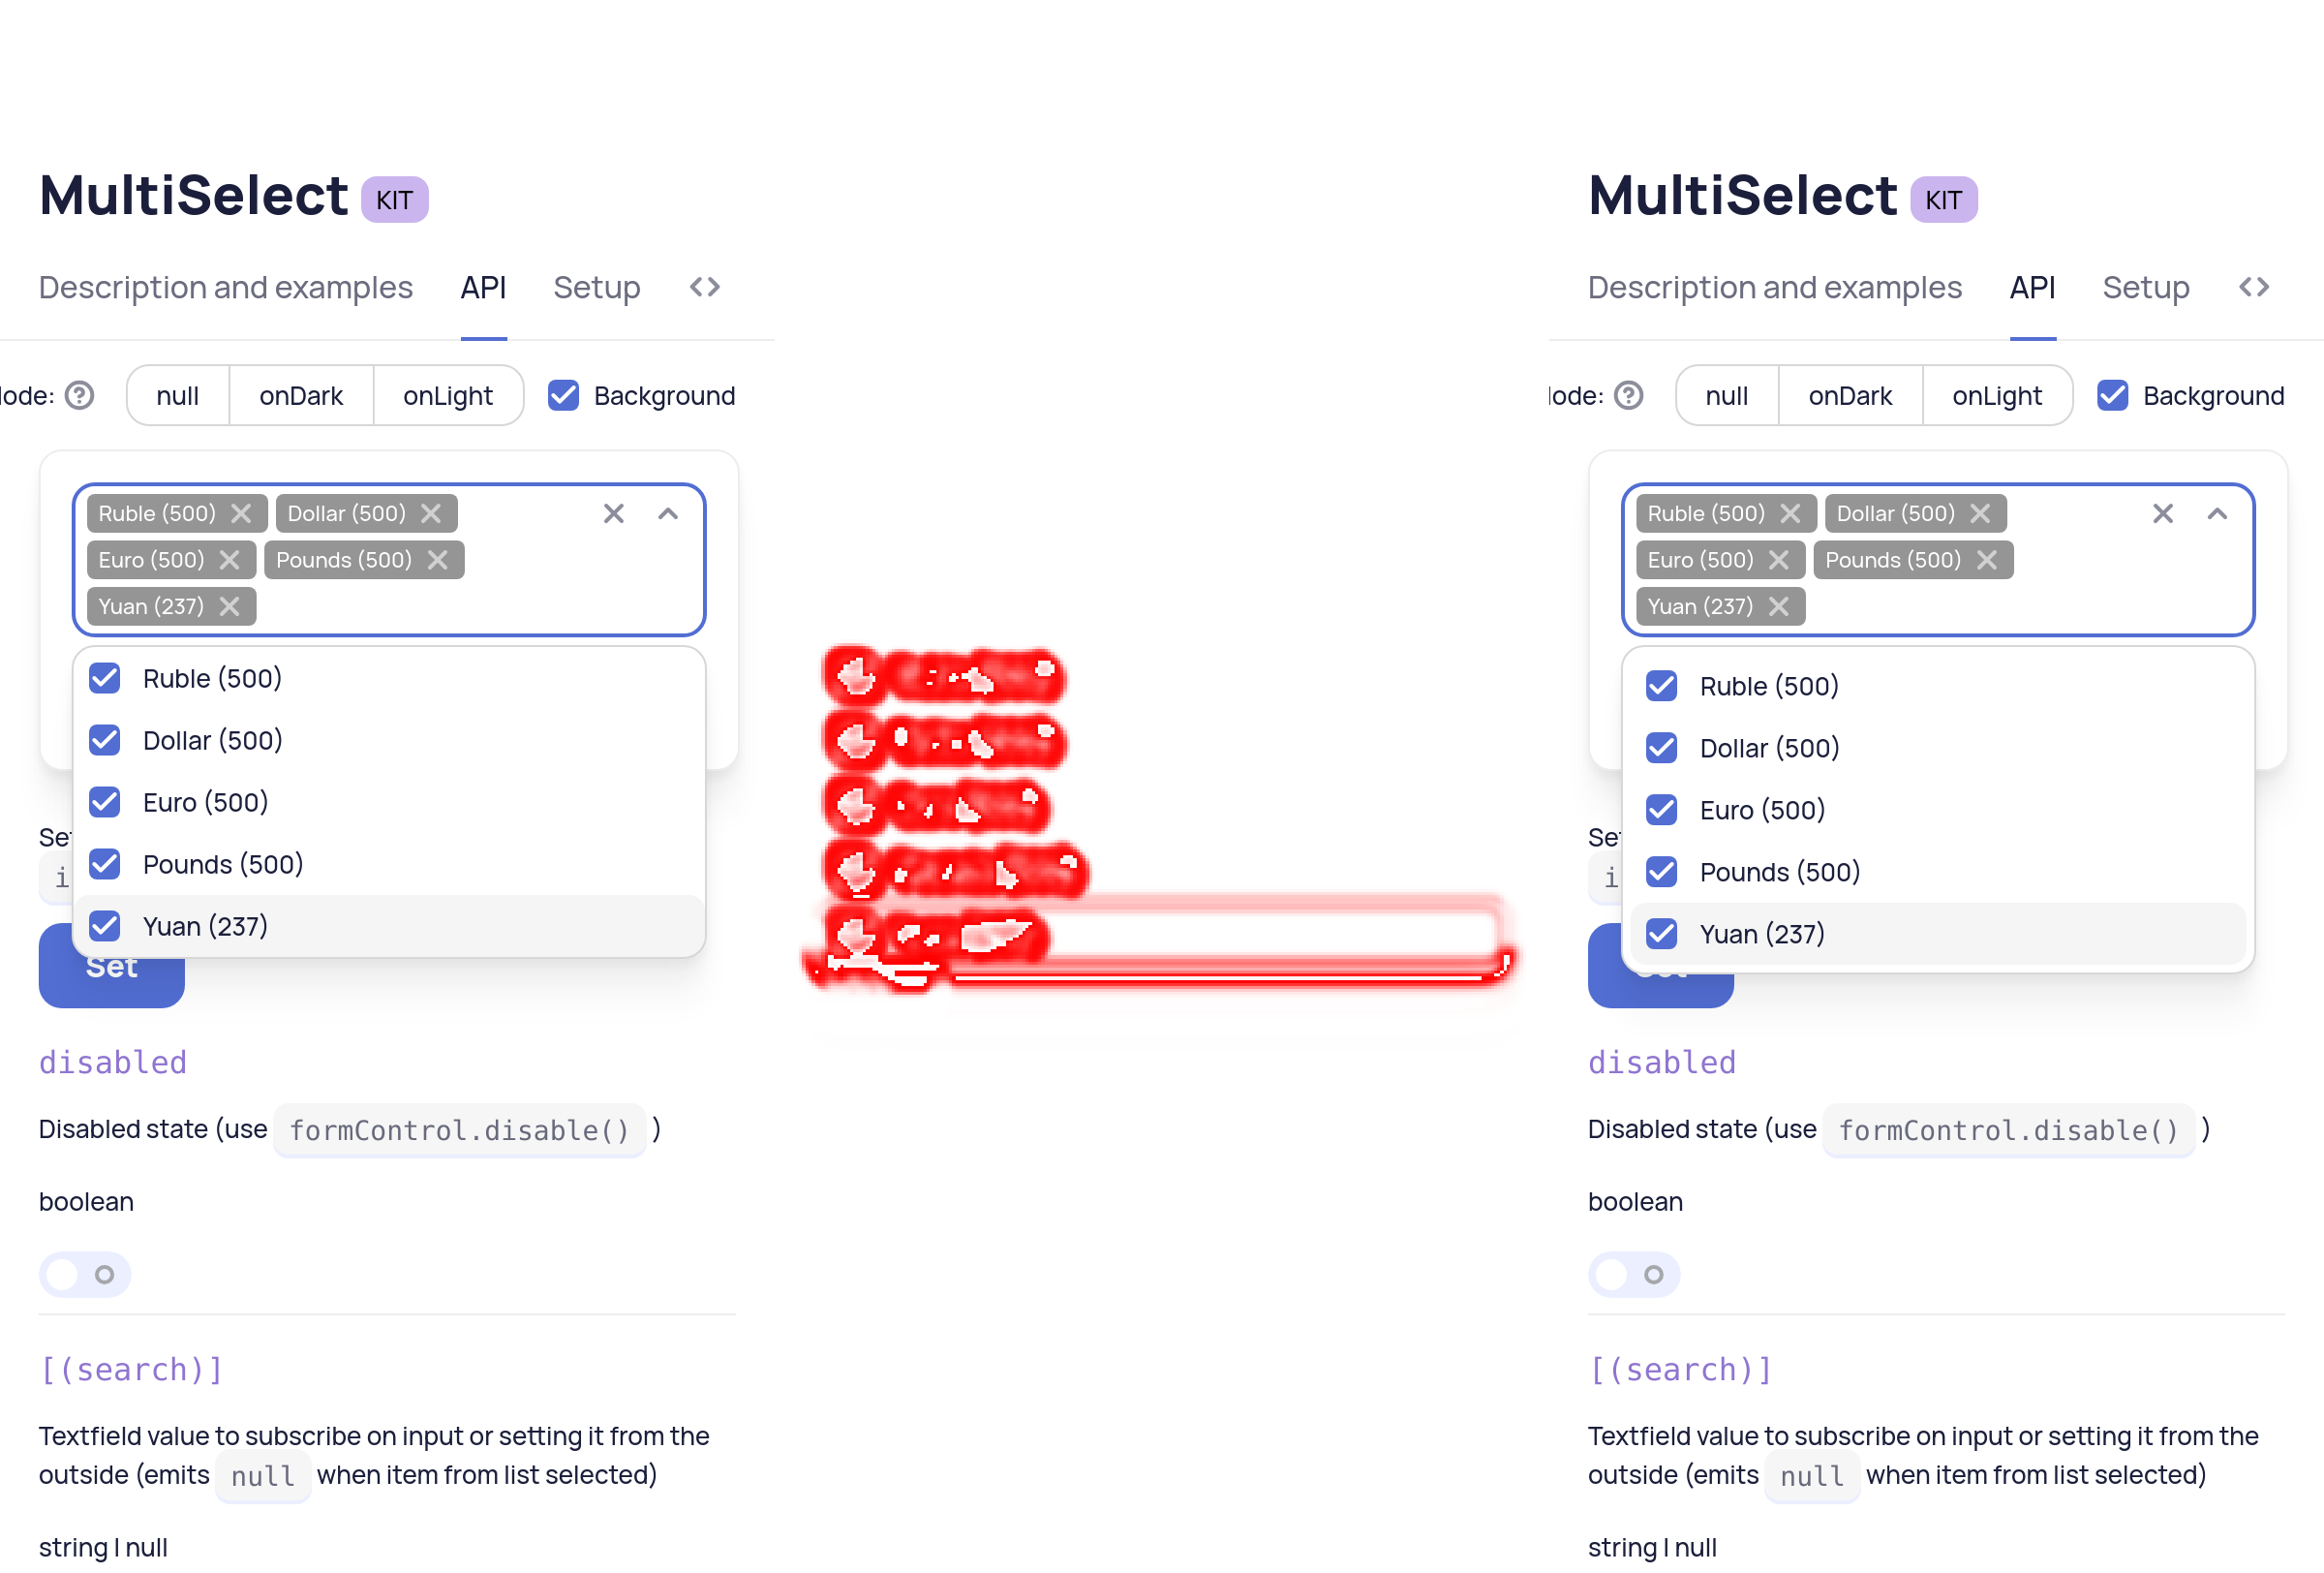 MultiSelect KIT
Description and examples API Setup
ode: null onDark onLight Background
Ruble (500) Dollar (500)
Euro (500) Pounds (500)
Yuan (237)
Ruble (500)
Dollar (500)
Euro (500)
Pounds (500)
Yuan (237)
Se
i
Set
disabled
Disabled state (use formControl.disable() )
boolean
[(search)]
Textfield value to subscribe on input or setting it from the
outside (emits null when item from list selected)
string | null
MultiSelect KIT
Description and examples API Setup
ode: null onDark onLight Background
Ruble (500) Dollar (500)
Euro (500) Pounds (500)
Yuan (237)
Ruble (500)
Dollar (500)
Euro (500)
Pounds (500)
Yuan (237)
Se
i
disabled
Disabled state (use formControl.disable() )
boolean
[(search)]
Textfield value to subscribe on input or setting it from the
outside (emits null when item from list selected)
string | null